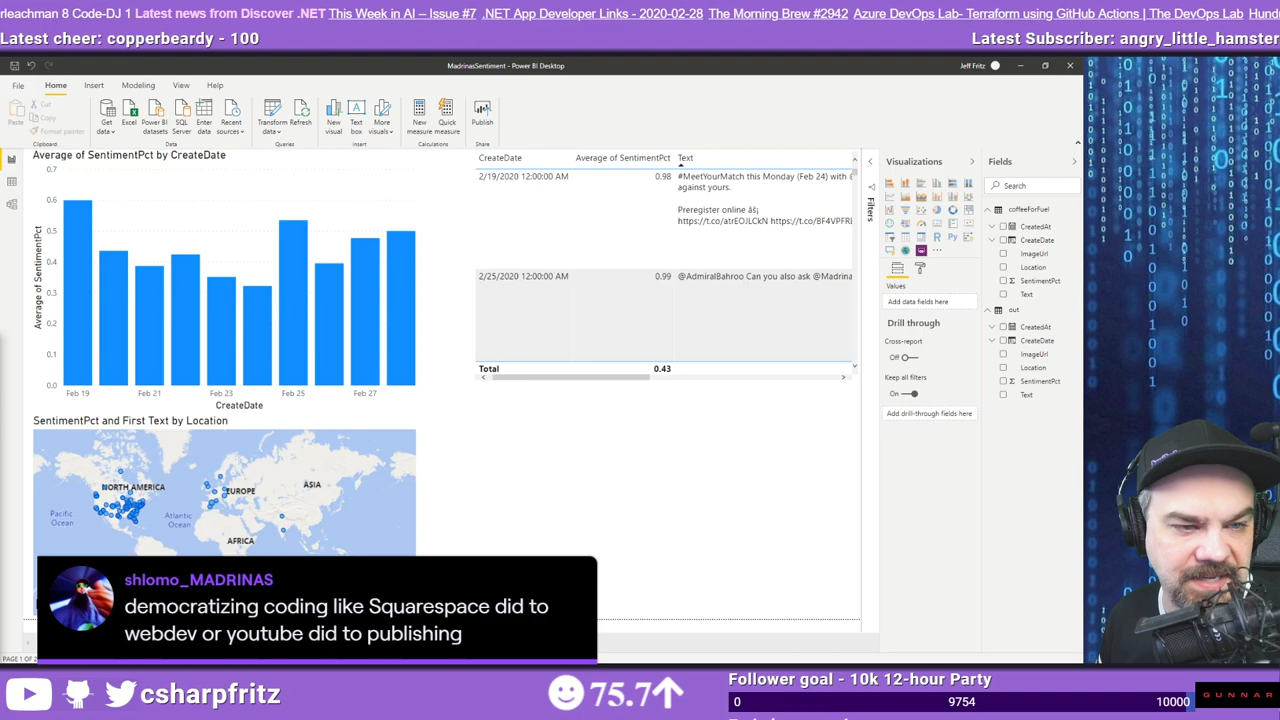 rleachman 8 Code-DJ 1 Latest news from Discover .NET This Week in AI – Issue #7 .NET App Developer Links - 2020-02-28 The Morning Brew #2942 Azure DevOps Lab- Terraform using GitHub Actions | The DevOps Lab Hund
Latest cheer: copperbeardy - 100
Latest Subscriber: angry_little_hamster
MadrinasSentiment - Power BI Desktop
Jeff Fritz
File Home Insert Modeling View Help
Paste
Cut
Copy
Format painter
Get data
Excel
Power BI datasets
SQL Server
Enter data
Recent sources
Transform data
Refresh
New visual
Text box
More visuals
New measure
Quick measure
Publish
Clipboard
Data
Queries
Insert
Calculations
Share
Average of SentimentPct by CreateDate
0.7
0.6
0.5
0.4
0.3
0.2
0.1
0.0
Average of SentimentPct
Feb 19 Feb 21 Feb 23 Feb 25 Feb 27
CreateDate
CreateDate Average of SentimentPct Text
2/19/2020 12:00:00 AM 0.98 #MeetYourMatch this Monday (Feb 24) with
against yours.
Preregister online
2/25/2020 12:00:00 AM 0.99 @AdmiralBahroo Can you also ask @Madrina
Total 0.43
SentimentPct and First Text by Location
NORTH AMERICA
EUROPE
ASIA
Pacific
Ocean
Atlantic
Ocean
AFRICA
Filters
Visualizations
Values
Add data fields here
Drill through
Cross-report
Off
Keep all filters
On
Add drill-through fields here
Fields
Search
coffeeForFuel
CreatedAt
CreateDate
ImageUrl
Location
SentimentPct
Text
out
CreatedAt
CreateDate
ImageUrl
Location
SentimentPct
Text
shlomo_MADRINAS
democratizing coding like Squarespace did to
webdev or youtube did to publishing
csharpfritz
75.7
Follower goal - 10k 12-hour Party
0 9754 10000
GUNNAR